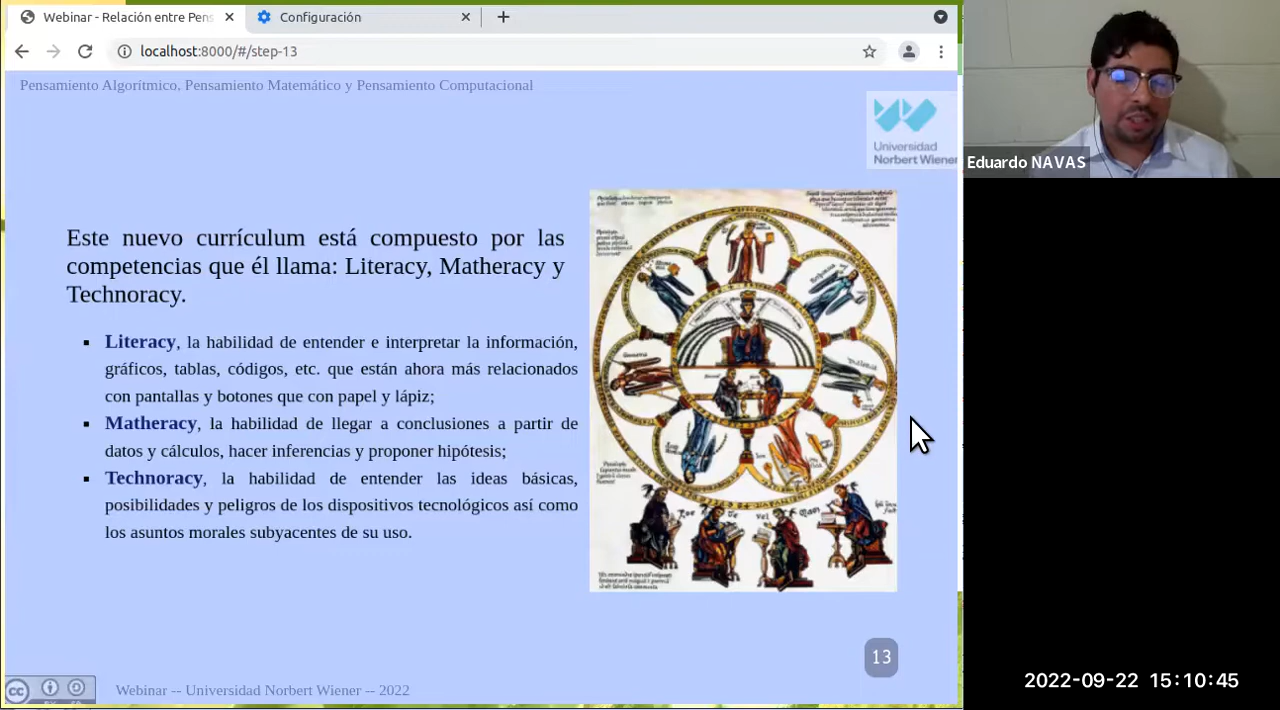 Webinar - Relación entre Pens
Configuración
localhost:8000/#/step-13
Pensamiento Algorítmico, Pensamiento Matemático y Pensamiento Computacional
Universidad
Norbert Wiener
Eduardo NAVAS
Este nuevo currículum está compuesto por las
competencias que él llama: Literacy, Matheracy y
Technoracy.
Literacy, la habilidad de entender e interpretar la información,
gráficos, tablas, códigos, etc. que están ahora más relacionados
con pantallas y botones que con papel y lápiz;
Matheracy, la habilidad de llegar a conclusiones a partir de
datos y cálculos, hacer inferencias y proponer hipótesis;
Technoracy, la habilidad de entender las ideas básicas,
posibilidades y peligros de los dispositivos tecnológicos así como
los asuntos morales subyacentes de su uso.
13
cc
Webinar -- Universidad Norbert Wiener -- 2022
2022-09-22 15:10:45